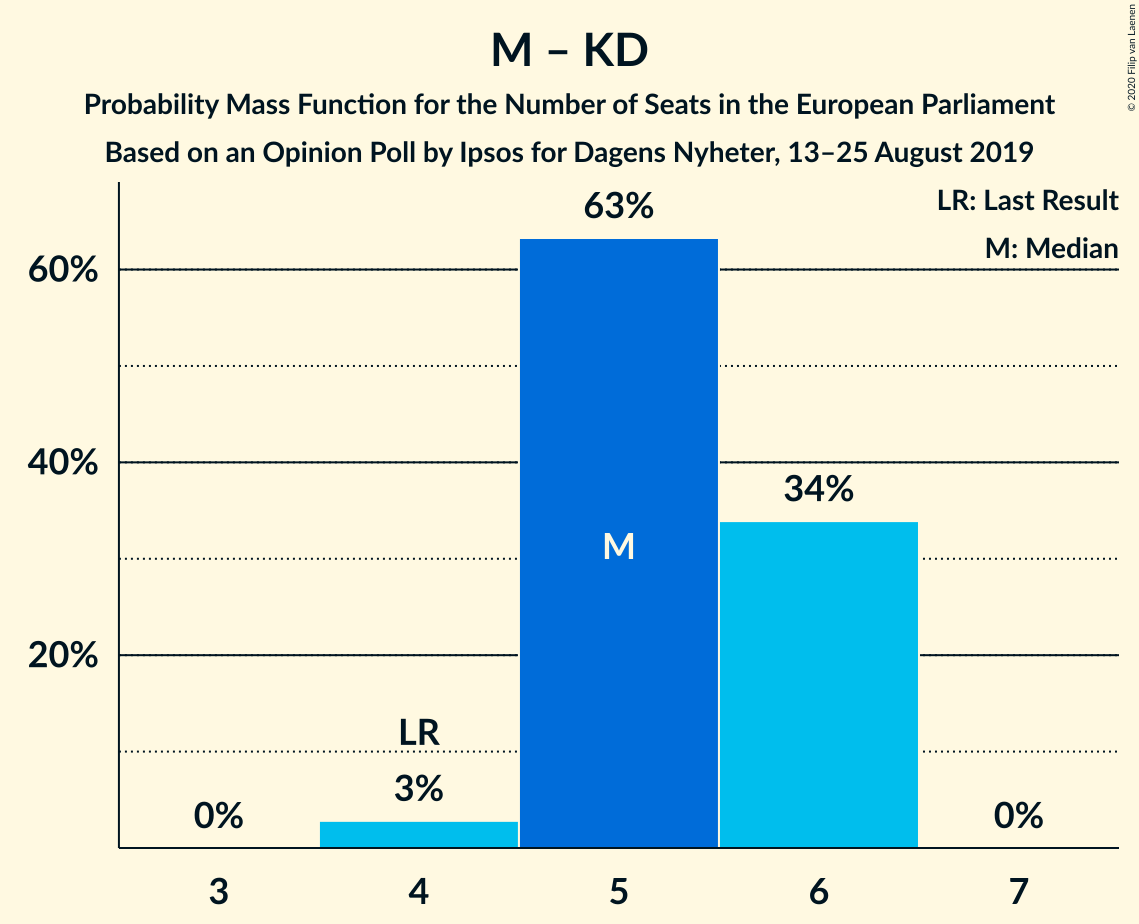 M – KD
Probability Mass Function for the Number of Seats in the European Parliament
Based on an Opinion Poll by Ipsos for Dagens Nyheter, 13–25 August 2019
© 2020 Filip van Laenen
LR: Last Result
M: Median
63%
60%
40%
34%
M
20%
LR
3%
0%
0%
3
4
5
6
7